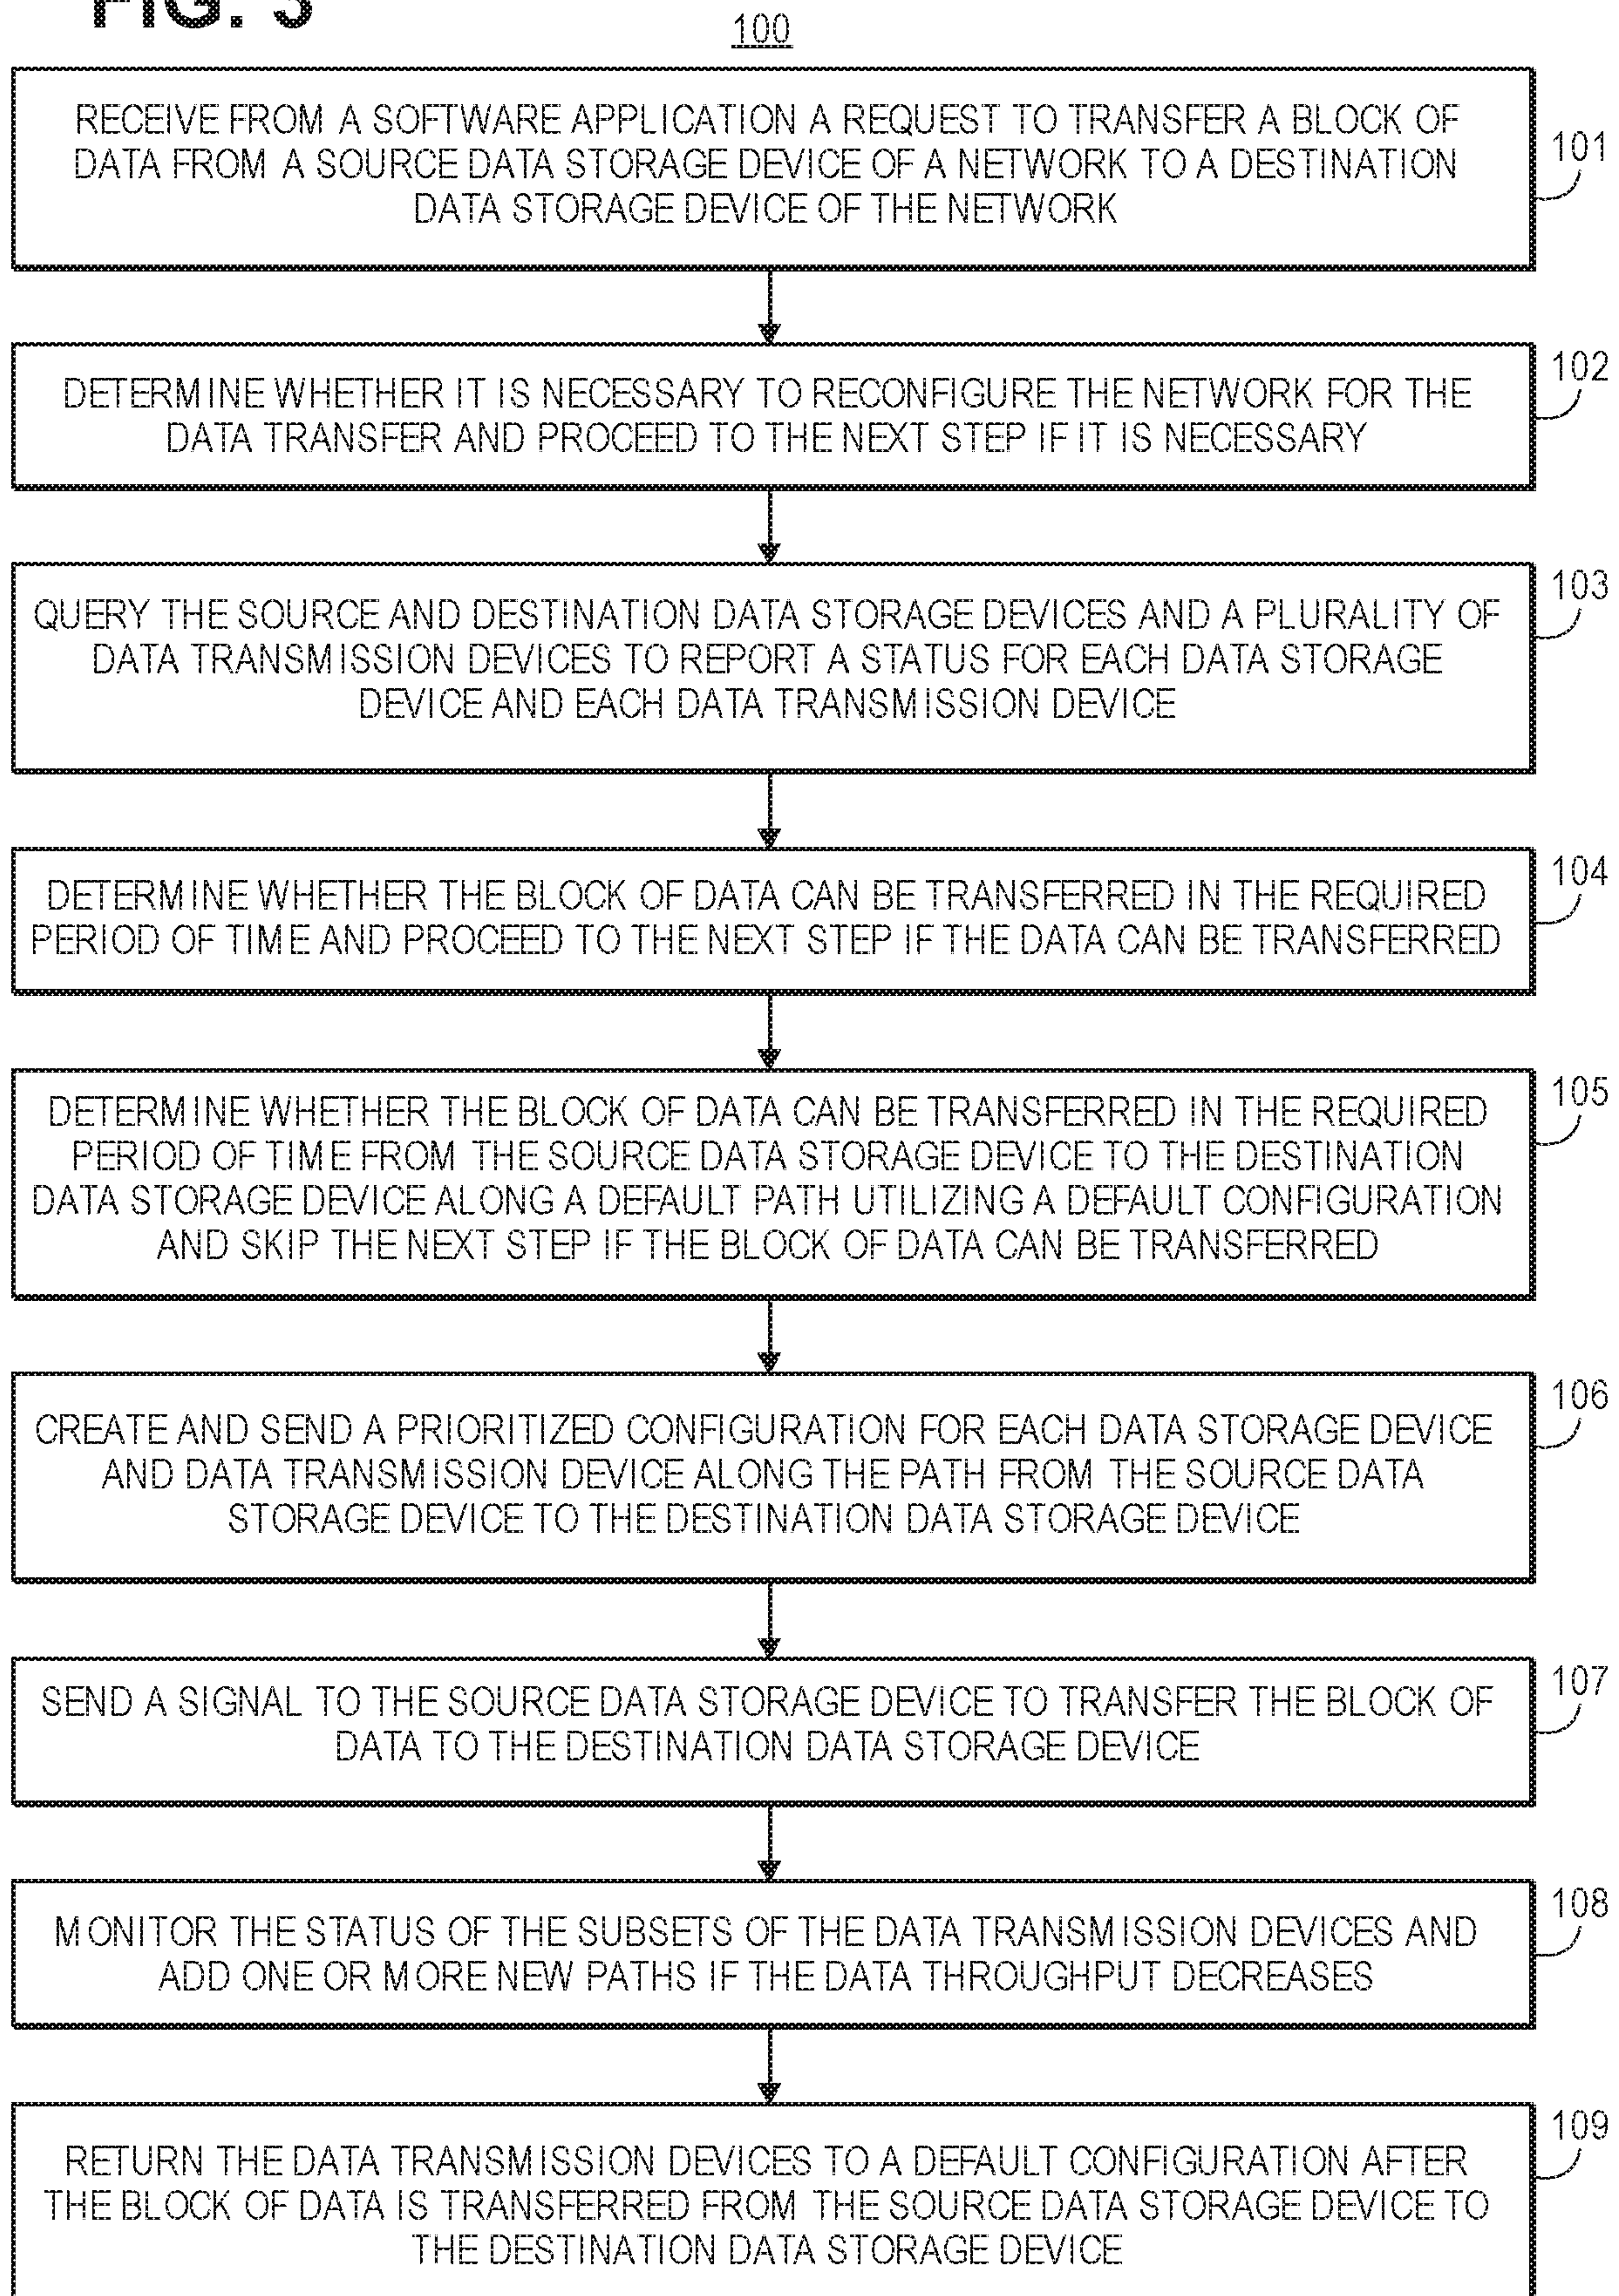 FIG. 3
100
RECEIVE FROM A SOFTWARE APPLICATION A REQUEST TO TRANSFER A BLOCK OF
DATA FROM A SOURCE DATA STORAGE DEVICE OF A NETWORK TO A DESTINATION
DATA STORAGE DEVICE OF THE NETWORK
101
DETERMINE WHETHER IT IS NECESSARY TO RECONFIGURE THE NETWORK FOR THE
DATA TRANSFER AND PROCEED TO THE NEXT STEP IF IT IS NECESSARY
102
QUERY THE SOURCE AND DESTINATION DATA STORAGE DEVICES AND A PLURALITY OF
DATA TRANSMISSION DEVICES TO REPORT A STATUS FOR EACH DATA STORAGE
DEVICE AND EACH DATA TRANSMISSION DEVICE
103
DETERMINE WHETHER THE BLOCK OF DATA CAN BE TRANSFERRED IN THE REQUIRED
PERIOD OF TIME AND PROCEED TO THE NEXT STEP IF THE DATA CAN BE TRANSFERRED
104
DETERMINE WHETHER THE BLOCK OF DATA CAN BE TRANSFERRED IN THE REQUIRED
PERIOD OF TIME FROM THE SOURCE DATA STORAGE DEVICE TO THE DESTINATION
DATA STORAGE DEVICE ALONG A DEFAULT PATH UTILIZING A DEFAULT CONFIGURATION
AND SKIP THE NEXT STEP IF THE BLOCK OF DATA CAN BE TRANSFERRED
105
CREATE AND SEND A PRIORITIZED CONFIGURATION FOR EACH DATA STORAGE DEVICE
AND DATA TRANSMISSION DEVICE ALONG THE PATH FROM THE SOURCE DATA
STORAGE DEVICE TO THE DESTINATION DATA STORAGE DEVICE
106
SEND A SIGNAL TO THE SOURCE DATA STORAGE DEVICE TO TRANSFER THE BLOCK OF
DATA TO THE DESTINATION DATA STORAGE DEVICE
107
MONITOR THE STATUS OF THE SUBSETS OF THE DATA TRANSMISSION DEVICES AND
ADD ONE OR MORE NEW PATHS IF THE DATA THROUGHPUT DECREASES
108
RETURN THE DATA TRANSMISSION DEVICES TO A DEFAULT CONFIGURATION AFTER
THE BLOCK OF DATA IS TRANSFERRED FROM THE SOURCE DATA STORAGE DEVICE TO
THE DESTINATION DATA STORAGE DEVICE
109